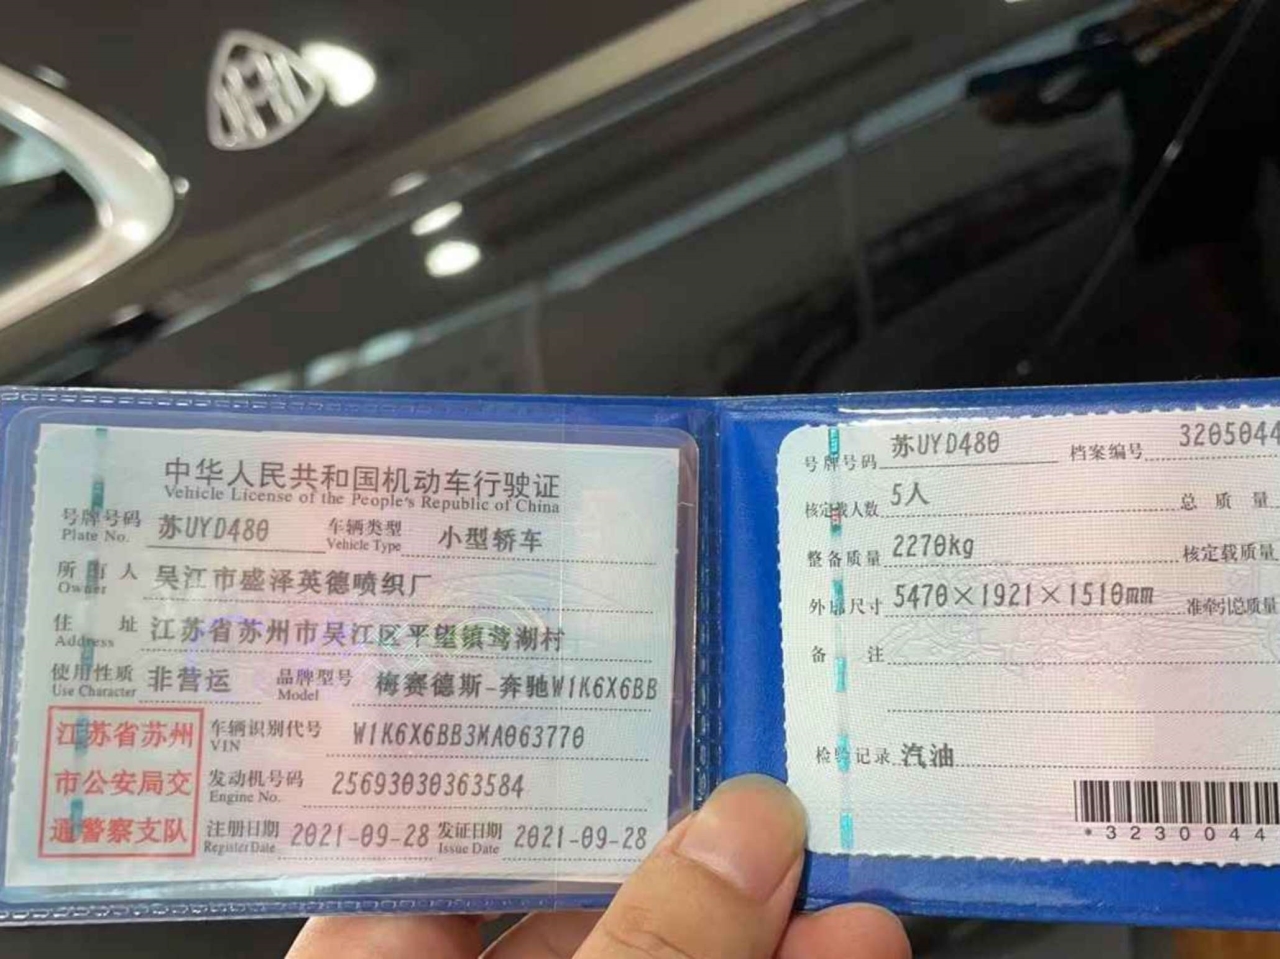 中华人民共和国机动车行驶证
Vehicle License of the People's Republic of China
号牌号码 苏UYD480 车辆类型 小型轿车
Plate No. Vehicle Type
所有人 吴江市盛泽英德喷织厂
Owner
住址 江苏省苏州市吴江区平望镇莺湖村
Address
使用性质 非营运 品牌型号 梅赛德斯-奔驰W1K6X6BB
Use Character Model
江苏省苏州
市公安局交
通警察支队
车辆识别代号 W1K6X6BB3MA063770
VIN
发动机号码 25693030363584
Engine No.
注册日期 2021-09-28 发证日期 2021-09-28
Register Date Issue Date
号牌号码 苏UYD480 档案编号 3205044
核定载人数 5人 总质量
整备质量 2270kg 核定载质量
外廓尺寸 5470×1921×1510mm 准牵引总质量
备注
检验记录 汽油
*3230044